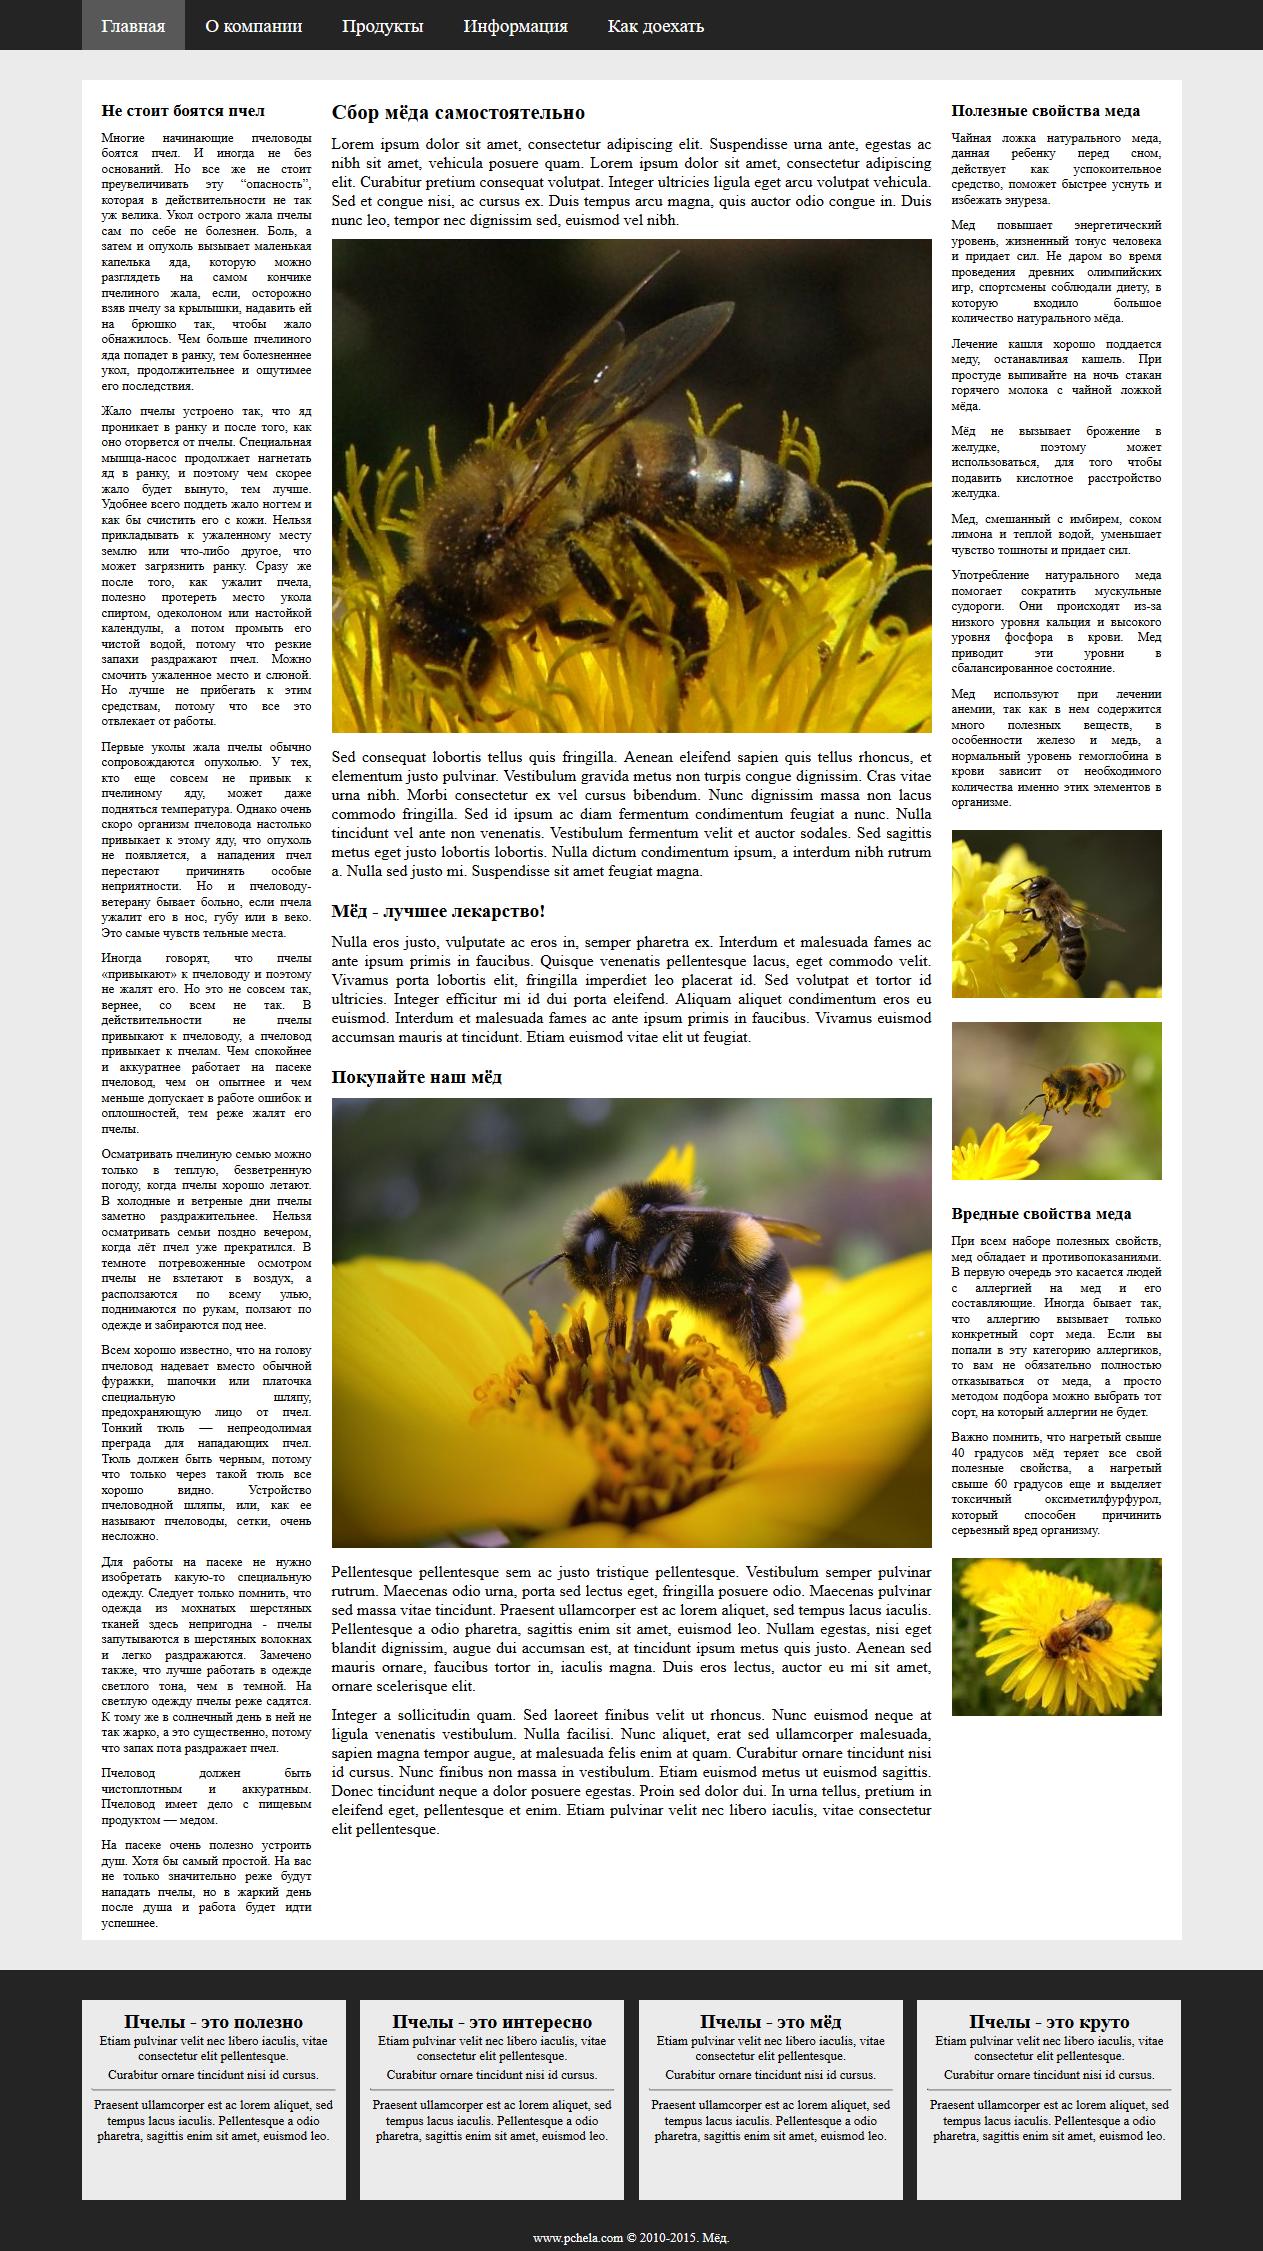 Главная О компании Продукты Информация Как доехать
Не стоит боятся пчел
Многие начинающие пчеловоды
боятся пчел. И иногда не без
оснований. Но все же не стоит
преувеличивать эту “опасность”,
которая в действительности не так
уж велика. Укол острого жала пчелы
сам по себе не болезнен. Боль, а
затем и опухоль вызывает маленькая
капелька яда, которую можно
разглядеть на самом кончике
пчелиного жала, если, осторожно
взяв пчелу за крылышки, надавить ей
на брюшко так, чтобы жало
обнажилось. Чем больше пчелиного
яда попадет в ранку, тем болезненнее
укол, продолжительнее и ощутимее
его последствия.
Жало пчелы устроено так, что яд
проникает в ранку и после того, как
оно оторвется от пчелы. Специальная
мышца-насос продолжает нагнетать
яд в ранку, и поэтому чем скорее
жало будет вынуто, тем лучше.
Удобнее всего поддеть жало ногтем и
как бы счистить его с кожи. Нельзя
прикладывать к ужаленному месту
землю или что-либо другое, что
может загрязнить ранку. Сразу же
после того, как ужалит пчела,
полезно протереть место укола
спиртом, одеколоном или настойкой
календулы, а потом промыть его
чистой водой, потому что резкие
запахи раздражают пчел. Можно
смочить ужаленное место и слюной.
Но лучше не прибегать к этим
средствам, потому что все это
отвлекает от работы.
Первые уколы жала пчелы обычно
сопровождаются опухолью. У тех,
кто еще совсем не привык к
пчелиному яду, может даже
подняться температура. Однако очень
скоро организм пчеловода настолько
привыкает к этому яду, что опухоль
не появляется, а нападения пчел
перестают причинять особые
неприятности. Но и пчеловоду-
ветерану бывает больно, если пчела
ужалит его в нос, губу или в веко.
Это самые чувств тельные места.
Иногда говорят, что пчелы
«привыкают» к пчеловоду и поэтому
не жалят его. Но это не совсем так,
вернее, со всем не так. В
действительности не пчелы
привыкают к пчеловоду, а пчеловод
привыкает к пчелам. Чем спокойнее
и аккуратнее работает на пасеке
пчеловод, чем он опытнее и чем
меньше допускает в работе ошибок и
оплошностей, тем реже жалят его
пчелы.
Осматривать пчелиную семью можно
только в теплую, безветренную
погоду, когда пчелы хорошо летают.
В холодные и ветреные дни пчелы
заметно раздражительнее. Нельзя
осматривать семьи поздно вечером,
когда лёт пчел уже прекратился. В
темноте потревоженные осмотром
пчелы не взлетают в воздух, а
расползаются по всему улью,
поднимаются по рукам, ползают по
одежде и забираются под нее.
Всем хорошо известно, что на голову
пчеловод надевает вместо обычной
фуражки, шапочки или платочка
специальную шляпу,
предохраняющую лицо от пчел.
Тонкий тюль — непреодолимая
преграда для нападающих пчел.
Тюль должен быть черным, потому
что только через такой тюль все
хорошо видно. Устройство
пчеловодной шляпы, или, как ее
называют пчеловоды, сетки, очень
несложно.
Для работы на пасеке не нужно
изобретать какую-то специальную
одежду. Следует только помнить, что
одежда из мохнатых шерстяных
тканей здесь непригодна - пчелы
запутываются в шерстяных волокнах
и легко раздражаются. Замечено
также, что лучше работать в одежде
светлого тона, чем в темной. На
светлую одежду пчелы реже садятся.
К тому же в солнечный день в ней не
так жарко, а это существенно, потому
что запах пота раздражает пчел.
Пчеловод должен быть
чистоплотным и аккуратным.
Пчеловод имеет дело с пищевым
продуктом — медом.
На пасеке очень полезно устроить
душ. Хотя бы самый простой. На вас
не только значительно реже будут
нападать пчелы, но в жаркий день
после душа и работа будет идти
успешнее.
Сбор мёда самостоятельно
Lorem ipsum dolor sit amet, consectetur adipiscing elit. Suspendisse urna ante, egestas ac
nibh sit amet, vehicula posuere quam. Lorem ipsum dolor sit amet, consectetur adipiscing
elit. Curabitur pretium consequat volutpat. Integer ultricies ligula eget arcu volutpat vehicula.
Sed et congue nisi, ac cursus ex. Duis tempus arcu magna, quis auctor odio congue in. Duis
nunc leo, tempor nec dignissim sed, euismod vel nibh.
Sed consequat lobortis tellus quis fringilla. Aenean eleifend sapien quis tellus rhoncus, et
elementum justo pulvinar. Vestibulum gravida metus non turpis congue dignissim. Cras vitae
urna nibh. Morbi consectetur ex vel cursus bibendum. Nunc dignissim massa non lacus
commodo fringilla. Sed id ipsum ac diam fermentum condimentum feugiat a nunc. Nulla
tincidunt vel ante non venenatis. Vestibulum fermentum velit et auctor sodales. Sed sagittis
metus eget justo lobortis lobortis. Nulla dictum condimentum ipsum, a interdum nibh rutrum
a. Nulla sed justo mi. Suspendisse sit amet feugiat magna.
Мёд - лучшее лекарство!
Nulla eros justo, vulputate ac eros in, semper pharetra ex. Interdum et malesuada fames ac
ante ipsum primis in faucibus. Quisque venenatis pellentesque lacus, eget commodo velit.
Vivamus porta lobortis elit, fringilla imperdiet leo placerat id. Sed volutpat et tortor id
ultricies. Integer efficitur mi id dui porta eleifend. Aliquam aliquet condimentum eros eu
euismod. Interdum et malesuada fames ac ante ipsum primis in faucibus. Vivamus euismod
accumsan mauris at tincidunt. Etiam euismod vitae elit ut feugiat.
Покупайте наш мёд
Pellentesque pellentesque sem ac justo tristique pellentesque. Vestibulum semper pulvinar
rutrum. Maecenas odio urna, porta sed lectus eget, fringilla posuere odio. Maecenas pulvinar
sed massa vitae tincidunt. Praesent ullamcorper est ac lorem aliquet, sed tempus lacus iaculis.
Pellentesque a odio pharetra, sagittis enim sit amet, euismod leo. Nullam egestas, nisi eget
blandit dignissim, augue dui accumsan est, at tincidunt ipsum metus quis justo. Aenean sed
mauris ornare, faucibus tortor in, iaculis magna. Duis eros lectus, auctor eu mi sit amet,
ornare scelerisque elit.
Integer a sollicitudin quam. Sed laoreet finibus velit ut rhoncus. Nunc euismod neque at
ligula venenatis vestibulum. Nulla facilisi. Nunc aliquet, erat sed ullamcorper malesuada,
sapien magna tempor augue, at malesuada felis enim at quam. Curabitur ornare tincidunt nisi
id cursus. Nunc finibus non massa in vestibulum. Etiam euismod metus ut euismod sagittis.
Donec tincidunt neque a dolor posuere egestas. Proin sed dolor dui. In urna tellus, pretium in
eleifend eget, pellentesque et enim. Etiam pulvinar velit nec libero iaculis, vitae consectetur
elit pellentesque.
Полезные свойства меда
Чайная ложка натурального меда,
данная ребенку перед сном,
действует как успокоительное
средство, поможет быстрее уснуть и
избежать энуреза.
Мед повышает энергетический
уровень, жизненный тонус человека
и придает сил. Не даром во время
проведения древних олимпийских
игр, спортсмены соблюдали диету, в
которую входило большое
количество натурального мёда.
Лечение кашля хорошо поддается
меду, останавливая кашель. При
простуде выпивайте на ночь стакан
горячего молока с чайной ложкой
мёда.
Мёд не вызывает брожение в
желудке, поэтому может
использоваться, для того чтобы
подавить кислотное расстройство
желудка.
Мед, смешанный с имбирем, соком
лимона и теплой водой, уменьшает
чувство тошноты и придает сил.
Употребление натурального меда
помогает сократить мускульные
судороги. Они происходят из-за
низкого уровня кальция и высокого
уровня фосфора в крови. Мед
приводит эти уровни в
сбалансированное состояние.
Мед используют при лечении
анемии, так как в нем содержится
много полезных веществ, в
особенности железо и медь, а
нормальный уровень гемоглобина в
крови зависит от необходимого
количества именно этих элементов в
организме.
Вредные свойства меда
При всем наборе полезных свойств,
мед обладает и противопоказаниями.
В первую очередь это касается людей
с аллергией на мед и его
составляющие. Иногда бывает так,
что аллергию вызывает только
конкретный сорт меда. Если вы
попали в эту категорию аллергиков,
то вам не обязательно полностью
отказываться от меда, а просто
методом подбора можно выбрать тот
сорт, на который аллергии не будет.
Важно помнить, что нагретый свыше
40 градусов мёд теряет все свой
полезные свойства, а нагретый
свыше 60 градусов еще и выделяет
токсичный оксиметилфурфурол,
который способен причинить
серьезный вред организму.
Пчелы - это полезно
Etiam pulvinar velit nec libero iaculis, vitae
consectetur elit pellentesque.
Curabitur ornare tincidunt nisi id cursus.
Praesent ullamcorper est ac lorem aliquet, sed
tempus lacus iaculis. Pellentesque a odio
pharetra, sagittis enim sit amet, euismod leo.
Пчелы - это интересно
Etiam pulvinar velit nec libero iaculis, vitae
consectetur elit pellentesque.
Curabitur ornare tincidunt nisi id cursus.
Praesent ullamcorper est ac lorem aliquet, sed
tempus lacus iaculis. Pellentesque a odio
pharetra, sagittis enim sit amet, euismod leo.
Пчелы - это мёд
Etiam pulvinar velit nec libero iaculis, vitae
consectetur elit pellentesque.
Curabitur ornare tincidunt nisi id cursus.
Praesent ullamcorper est ac lorem aliquet, sed
tempus lacus iaculis. Pellentesque a odio
pharetra, sagittis enim sit amet, euismod leo.
Пчелы - это круто
Etiam pulvinar velit nec libero iaculis, vitae
consectetur elit pellentesque.
Curabitur ornare tincidunt nisi id cursus.
Praesent ullamcorper est ac lorem aliquet, sed
tempus lacus iaculis. Pellentesque a odio
pharetra, sagittis enim sit amet, euismod leo.
www.pchela.com © 2010-2015. Мёд.